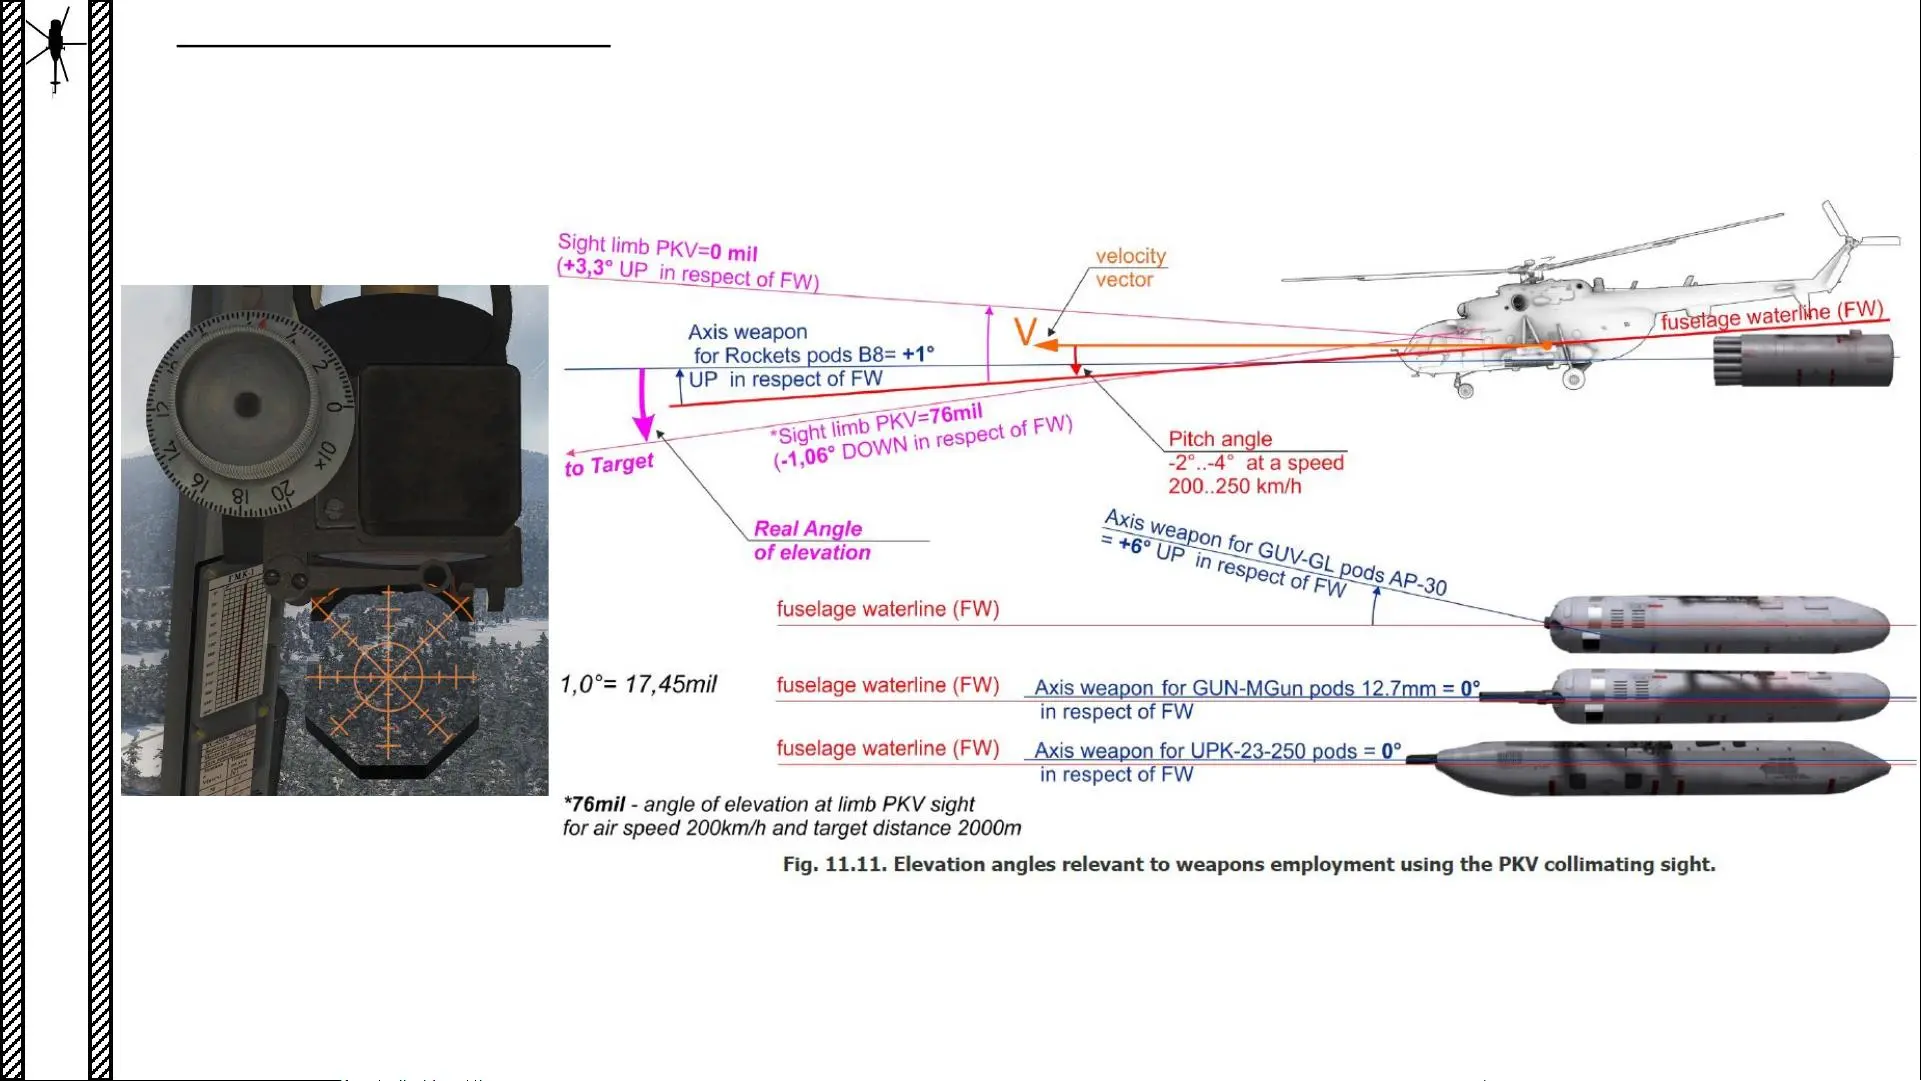 Sight limb PKV=0 mil
(+3,3° UP in respect of FW)
velocity
vector
V
Axis weapon
for Rockets pods B8= +1°
UP in respect of FW
fuselage waterline (FW)
*Sight limb PKV=76mil
(-1,06° DOWN in respect of FW)
to Target
Pitch angle
-2°..-4° at a speed
200..250 km/h
Real Angle
of elevation
Axis weapon for GUV-GL pods AP-30
= +6° UP in respect of FW
fuselage waterline (FW)
1,0°= 17,45mil
fuselage waterline (FW)
Axis weapon for GUN-MGun pods 12.7mm = 0°
in respect of FW
fuselage waterline (FW)
Axis weapon for UPK-23-250 pods = 0°
in respect of FW
*76mil - angle of elevation at limb PKV sight
for air speed 200km/h and target distance 2000m
Fig. 11.11. Elevation angles relevant to weapons employment using the PKV collimating sight.
2
0
x10
20
18
16
14
12
ГМК-1